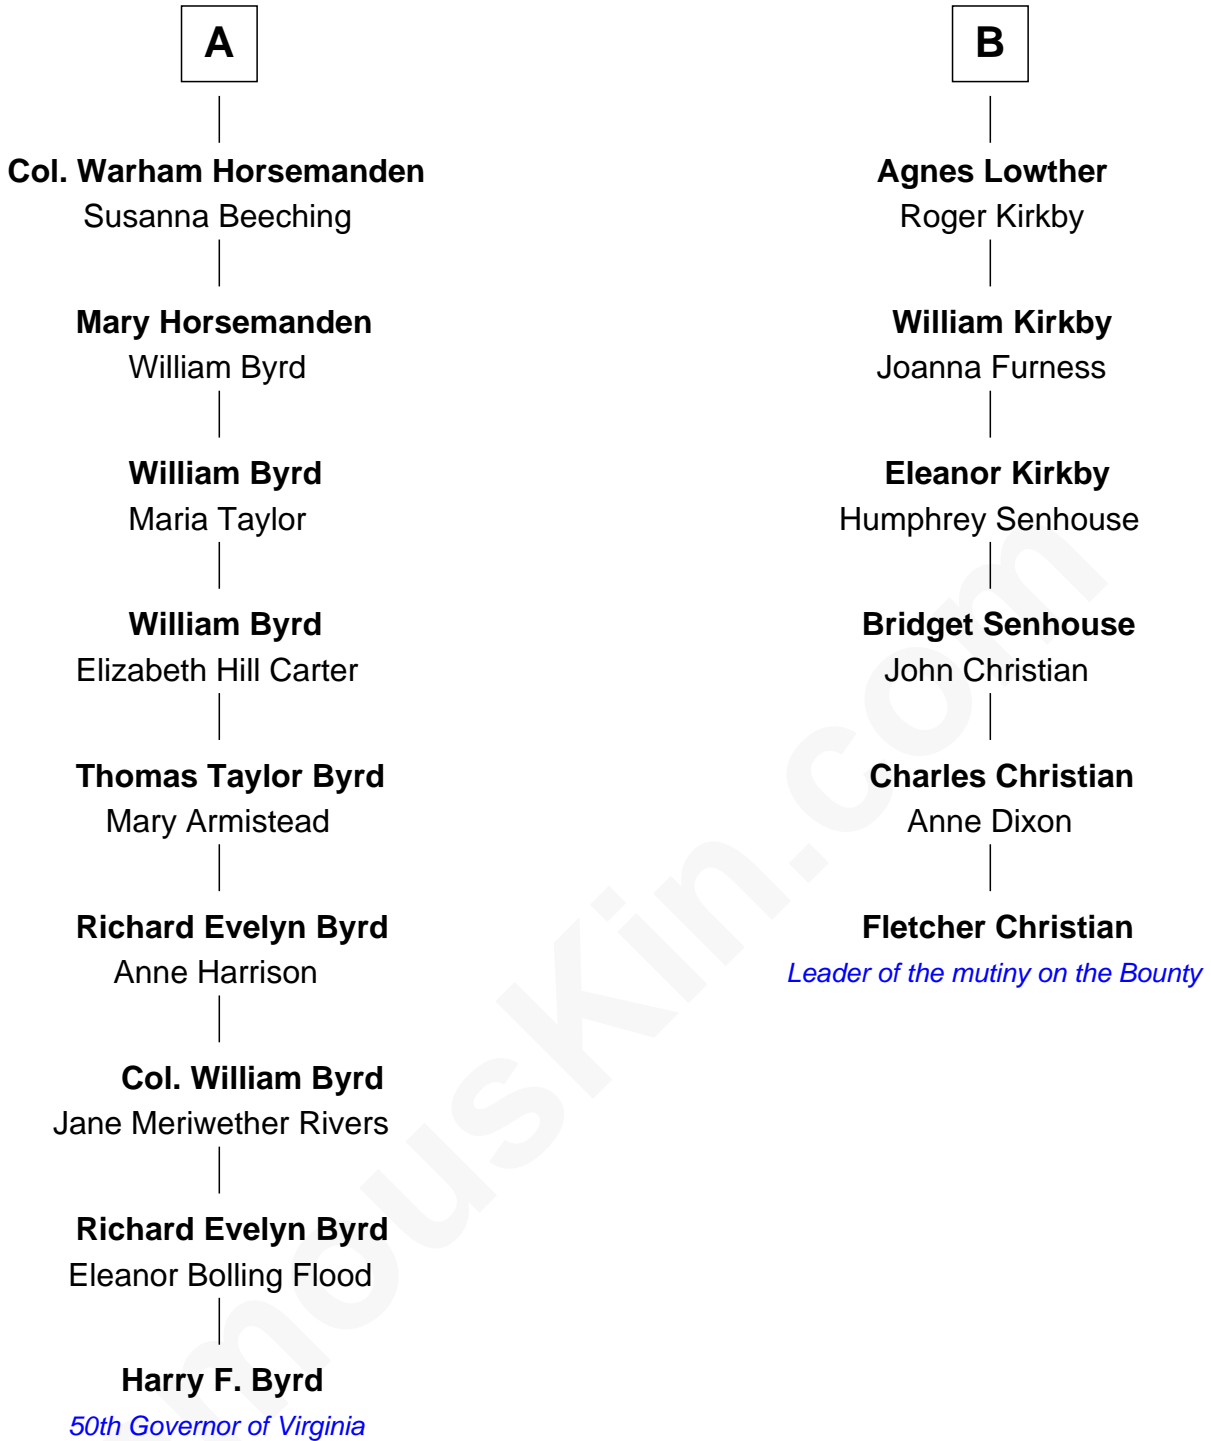 A
Col. Warham Horsemanden
Susanna Beeching
Mary Horsemanden
William Byrd
William Byrd
Maria Taylor
William Byrd
Elizabeth Hill Carter
Thomas Taylor Byrd
Mary Armistead
Richard Evelyn Byrd
Anne Harrison
Col. William Byrd
Jane Meriwether Rivers
Richard Evelyn Byrd
Eleanor Bolling Flood
Harry F. Byrd
50th Governor of Virginia
B
Agnes Lowther
Roger Kirkby
William Kirkby
Joanna Furness
Eleanor Kirkby
Humphrey Senhouse
Bridget Senhouse
John Christian
Charles Christian
Anne Dixon
Fletcher Christian
Leader of the mutiny on the Bounty
mousKin.com